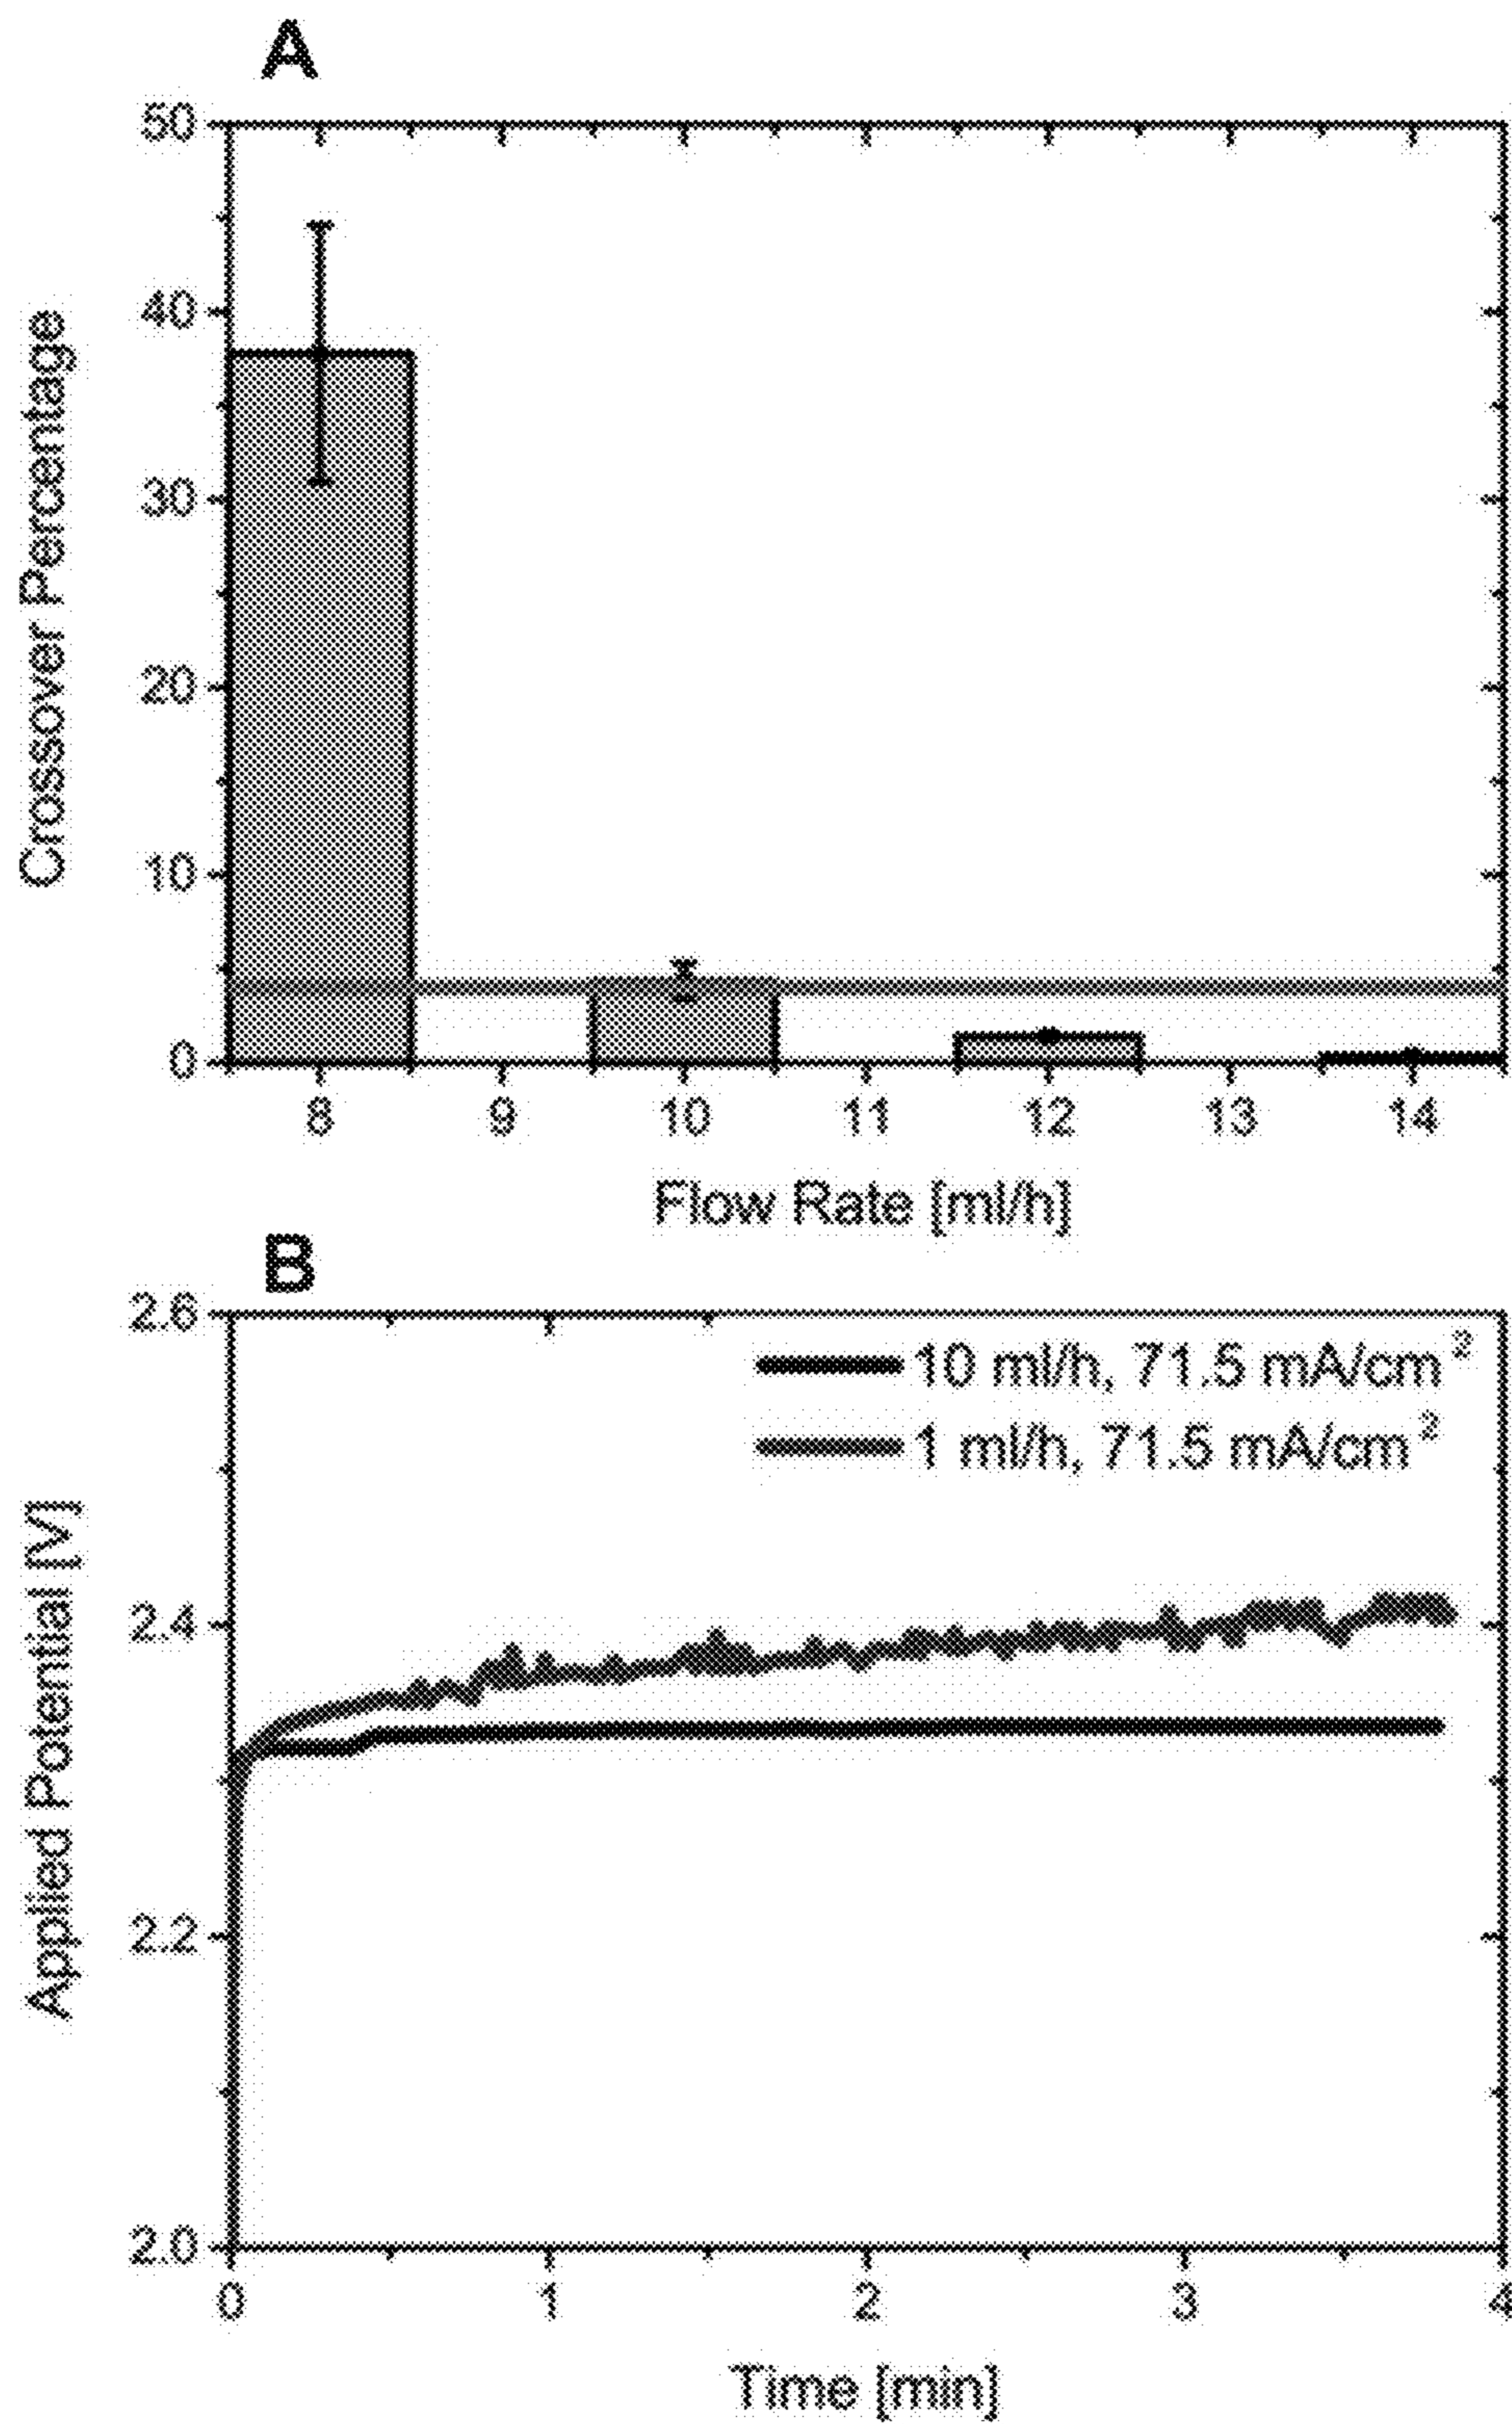 A
50
40
30
20
10
0
Crossover Percentage
8 9 10 11 12 13 14
Flow Rate [ml/h]
B
2.6
2.4
2.2
2.0
Applied Potential [V]
10 ml/h, 71.5 mA/cm²
1 ml/h, 71.5 mA/cm²
0 1 2 3 4
Time [min]